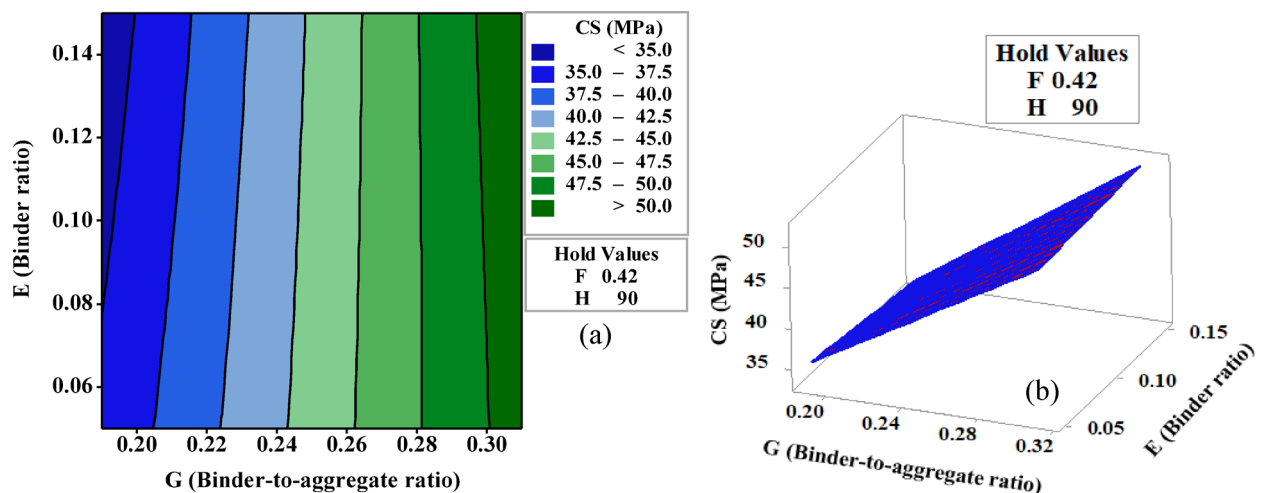 0.14
0.12
0.10
0.08
0.06
E (Binder ratio)
0.20 0.22 0.24 0.26 0.28 0.30
G (Binder-to-aggregate ratio)
CS (MPa)
< 35.0
35.0 – 37.5
37.5 – 40.0
40.0 – 42.5
42.5 – 45.0
45.0 – 47.5
47.5 – 50.0
> 50.0
Hold Values
F 0.42
H 90
(a)
Hold Values
F 0.42
H 90
50
45
40
35
CS (MPa)
0.20 0.24 0.28 0.32
G (Binder-to-aggregate ratio)
0.15
0.10
0.05
E (Binder ratio)
(b)